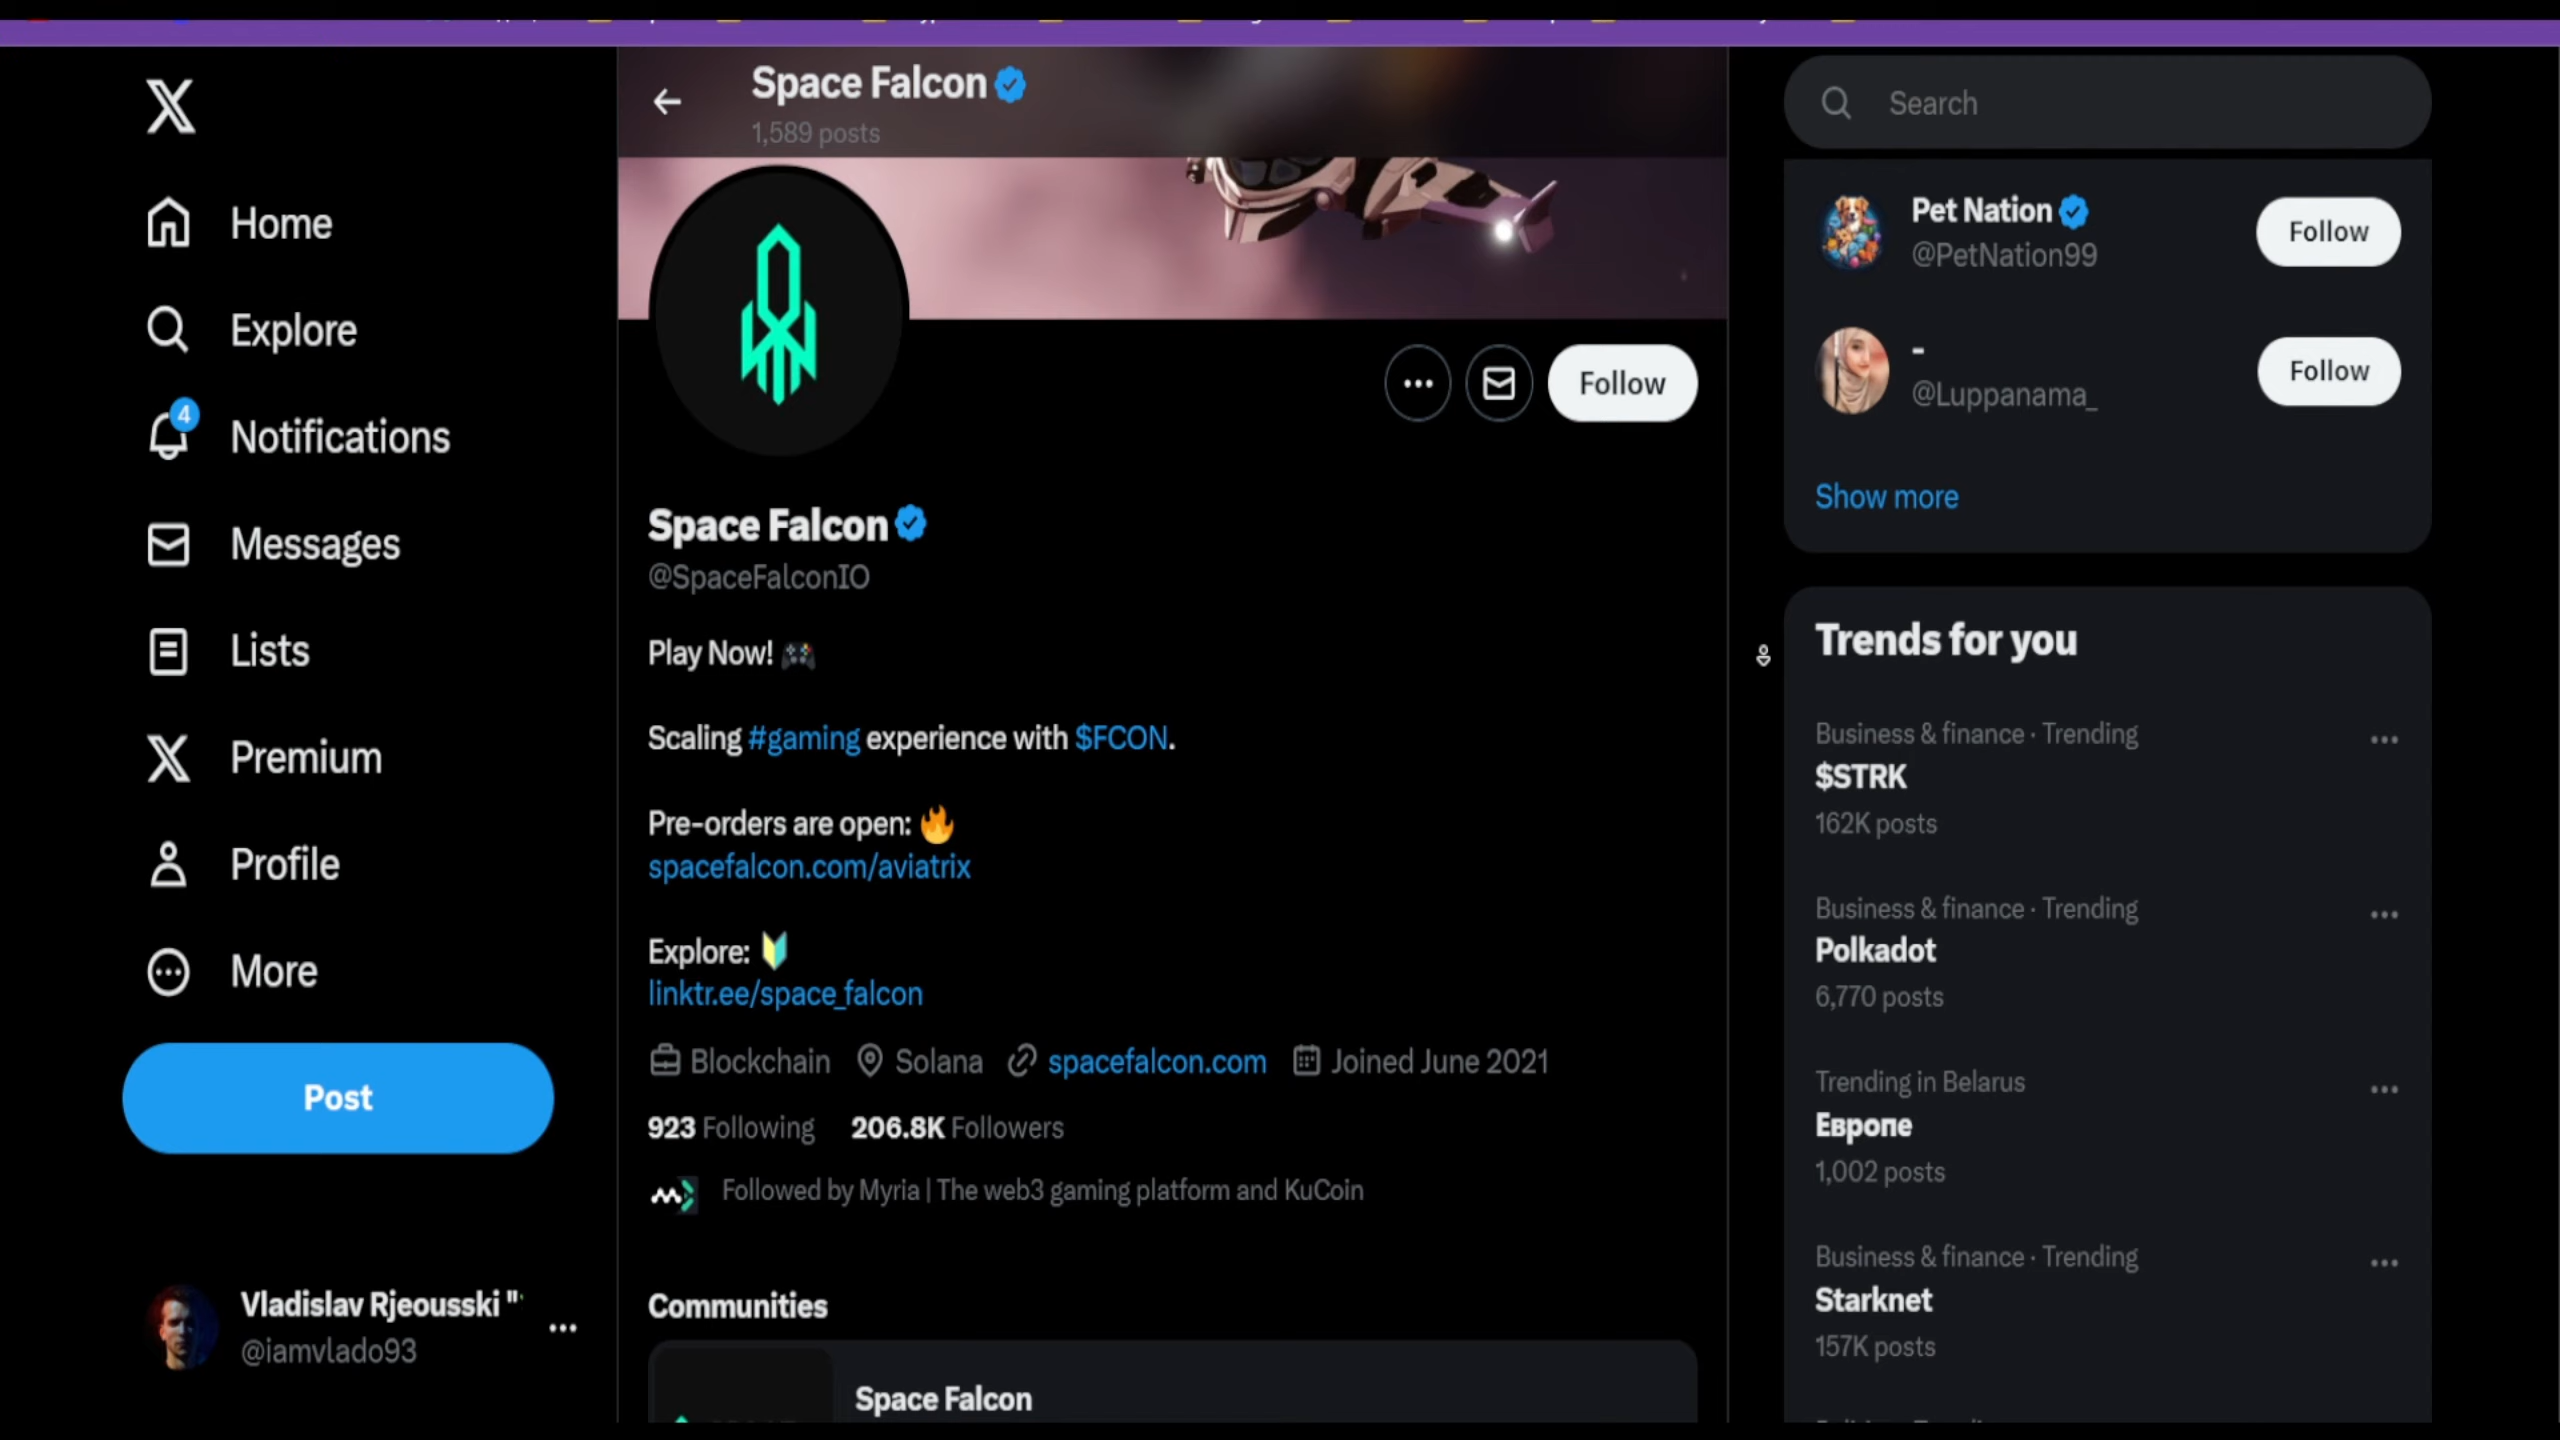 Home
Explore
4
Notifications
Messages
Lists
Premium
Profile
More
Post
Vladislav Rjeousski "
@iamvlado93
Space Falcon
1,589 posts
Follow
Space Falcon
@SpaceFalconIO
Play Now! 🎮
Scaling #gaming experience with $FCON.
Pre-orders are open: 🔥
spacefalcon.com/aviatrix
Explore: 🔰
linktr.ee/space_falcon
Blockchain Solana spacefalcon.com Joined June 2021
923 Following 206.8K Followers
Followed by Myria | The web3 gaming platform and KuCoin
Communities
Space Falcon
Search
Pet Nation
@PetNation99
Follow
-
@Luppanama_
Follow
Show more
Trends for you
Business & finance · Trending
$STRK
162K posts
Business & finance · Trending
Polkadot
6,770 posts
Trending in Belarus
Европе
1,002 posts
Business & finance · Trending
Starknet
157K posts